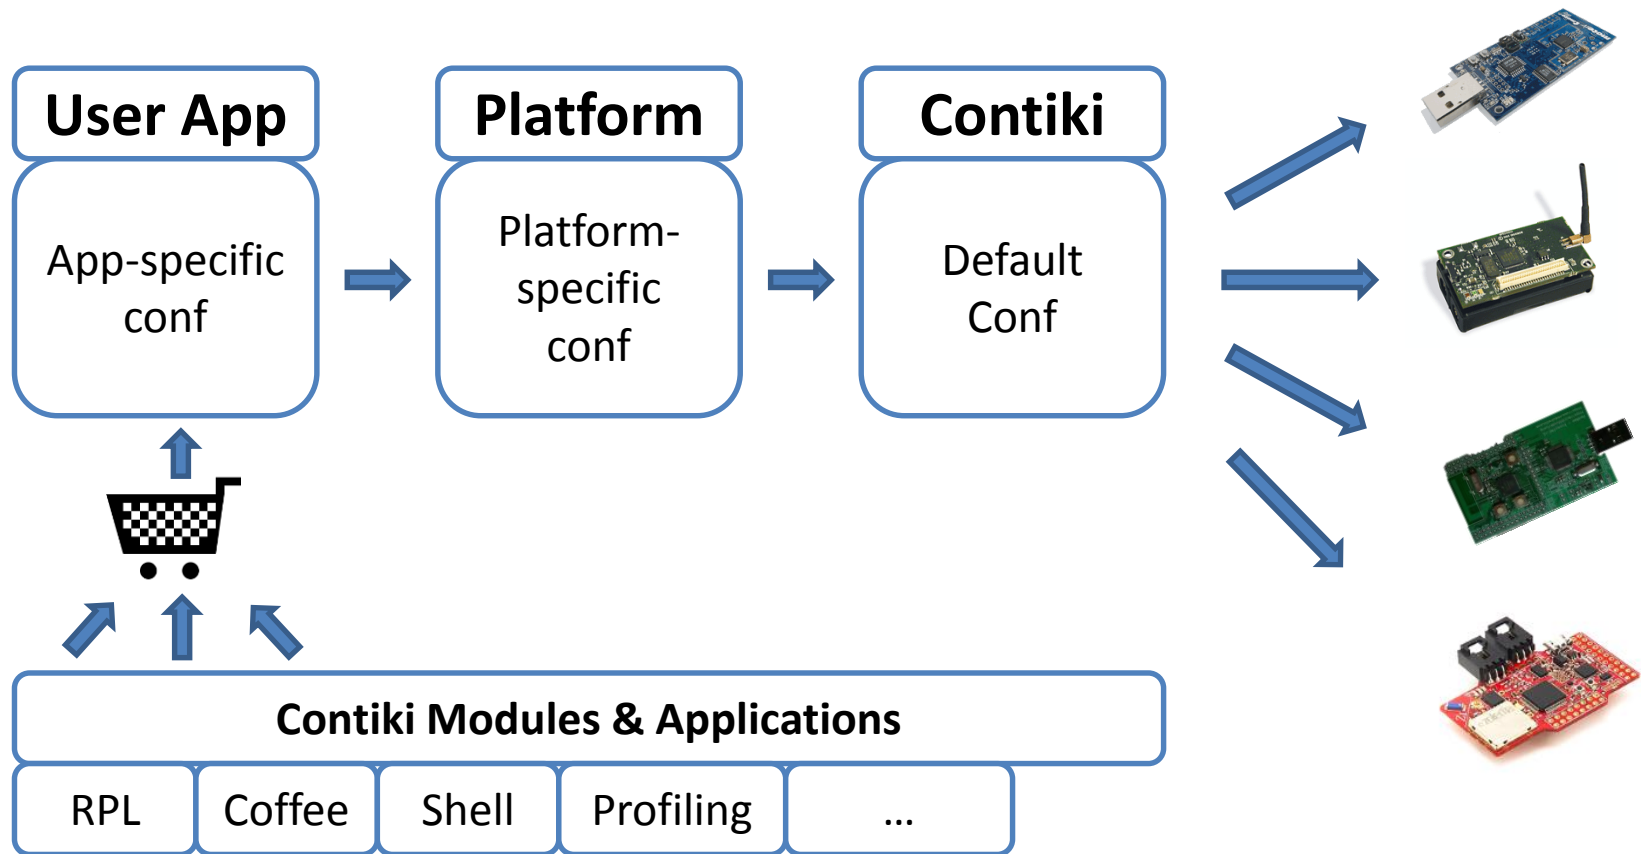 User App
App-specific
conf
Platform
Platform-
specific
conf
Contiki
Default
Conf
Contiki Modules & Applications
RPL
Coffee
Shell
Profiling
...